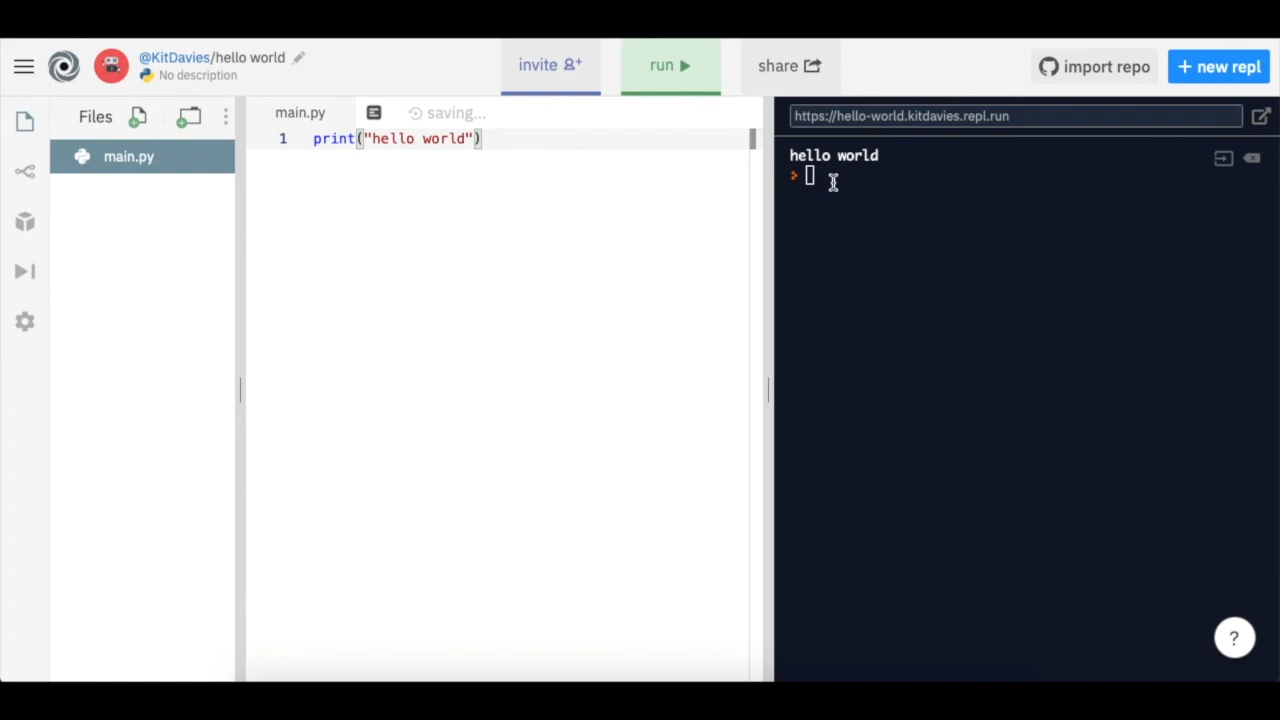 @KitDavies/hello world
No description
invite
run
share
import repo
+ new repl
Files
main.py
saving...
https://hello-world.kitdavies.repl.run
main.py
1 print("hello world")
hello world
?